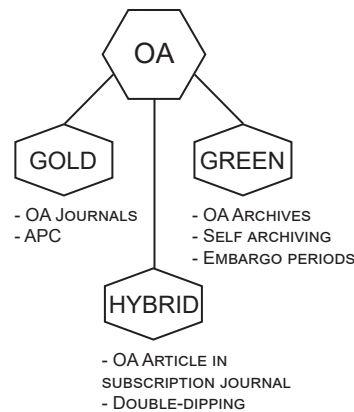 OA
GOLD
- OA Journals
- APC
GREEN
- OA Archives
- Self archiving
- Embargo periods
HYBRID
- OA Article in
subscription journal
- Double-dipping